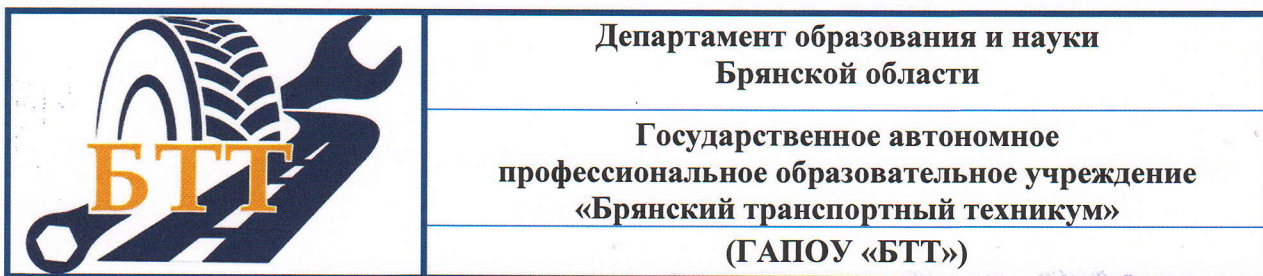 БТТ
Департамент образования и науки
Брянской области
Государственное автономное
профессиональное образовательное учреждение
«Брянский транспортный техникум»
(ГАПОУ «БТТ»)